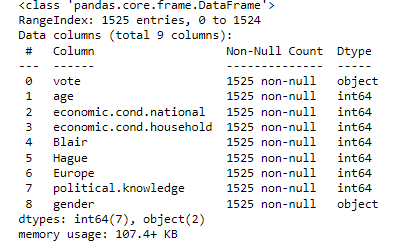 <class 'pandas.core.frame.DataFrame'>
RangeIndex: 1525 entries, 0 to 1524
Data columns (total 9 columns):
 #   Column                   Non-Null Count  Dtype
---  ------                   --------------  -----
 0   vote                     1525 non-null   object
 1   age                      1525 non-null   int64
 2   economic.cond.national   1525 non-null   int64
 3   economic.cond.household  1525 non-null   int64
 4   Blair                    1525 non-null   int64
 5   Hague                    1525 non-null   int64
 6   Europe                   1525 non-null   int64
 7   political.knowledge      1525 non-null   int64
 8   gender                   1525 non-null   object
dtypes: int64(7), object(2)
memory usage: 107.4+ KB